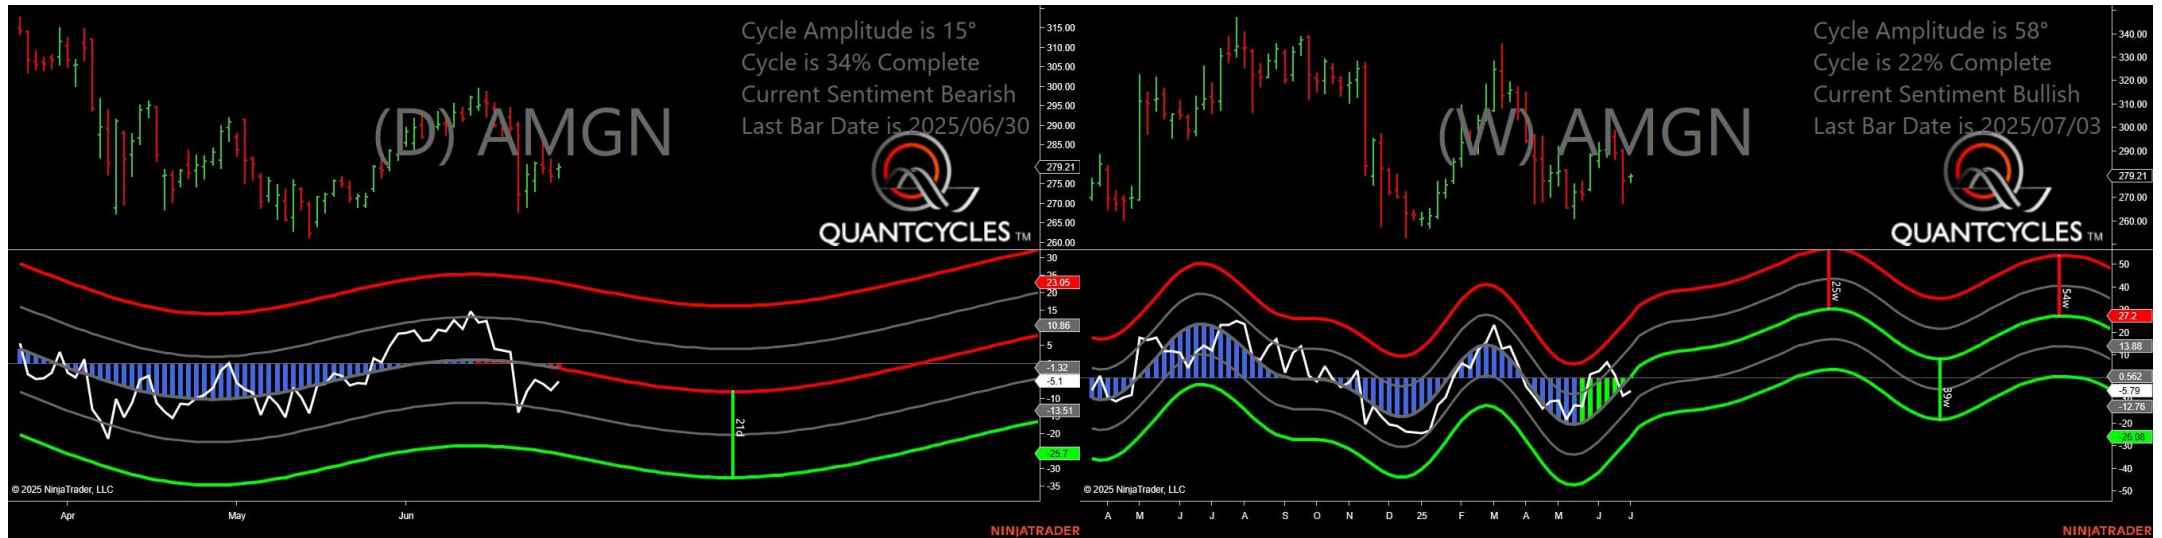 Cycle Amplitude is 15°
Cycle is 34% Complete
Current Sentiment Bearish
Last Bar Date is 2025/06/30
(D) AMGN
QUANTCYCLES TM
315.00
310.00
305.00
300.00
295.00
290.00
285.00
279.21
275.00
270.00
265.00
260.00
30
25
23.05
20
15
10.86
5
-1.32
-5.1
-10
-13.51
-20
-25.7
-30
-35
21d
© 2025 NinjaTrader, LLC
Apr
May
Jun
NINJATRADER
Cycle Amplitude is 58°
Cycle is 22% Complete
Current Sentiment Bullish
Last Bar Date is 2025/07/03
(W) AMGN
QUANTCYCLES TM
340.00
330.00
320.00
310.00
300.00
290.00
279.21
270.00
260.00
50
40
27.2
20
13.88
10
0.562
-5.79
-12.76
-20
-26.08
-30
-40
-50
25w
39w
54w
© 2025 NinjaTrader, LLC
A M J J A S O N D 25 F M A M J J
NINJATRADER